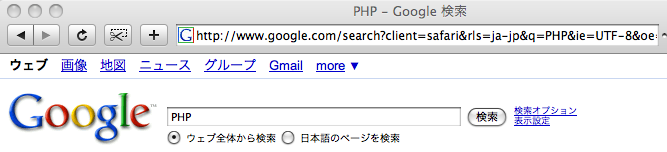 PHP - Google 検索
http://www.google.com/search?client=safari&rls=ja-jp&q=PHP&ie=UTF-8&oe=
ウェブ 画像 地図 ニュース グループ Gmail more ▼
Google™ PHP 検索 検索オプション
表示設定
ウェブ全体から検索 日本語のページを検索